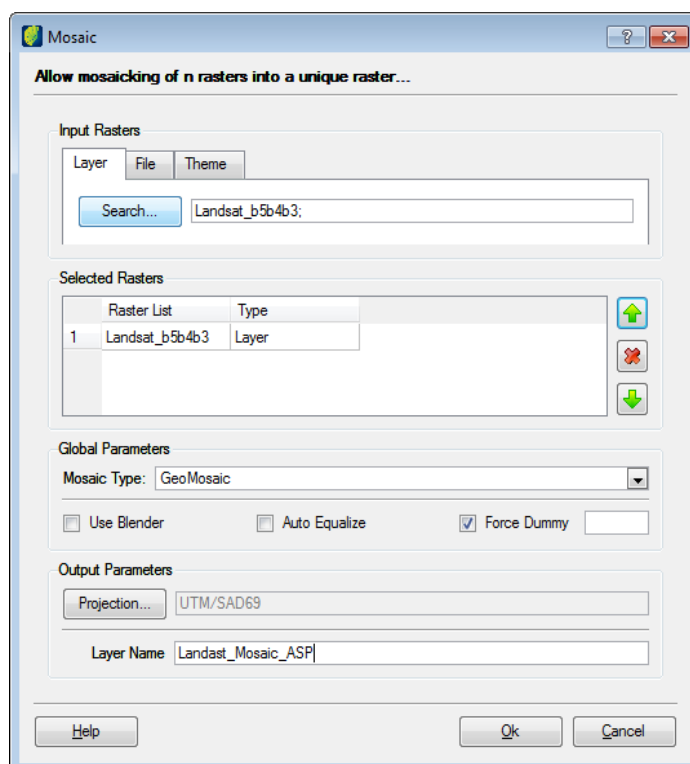 Mosaic
Allow mosaicking of n rasters into a unique raster...
Input Rasters
Layer File Theme
Search... Landsat_b5b4b3;
Selected Rasters
Raster List Type
1 Landsat_b5b4b3 Layer
Global Parameters
Mosaic Type: GeoMosaic
Use Blender Auto Equalize Force Dummy
Output Parameters
Projection... UTM/SAD69
Layer Name Landast_Mosaic_ASP
Help Ok Cancel